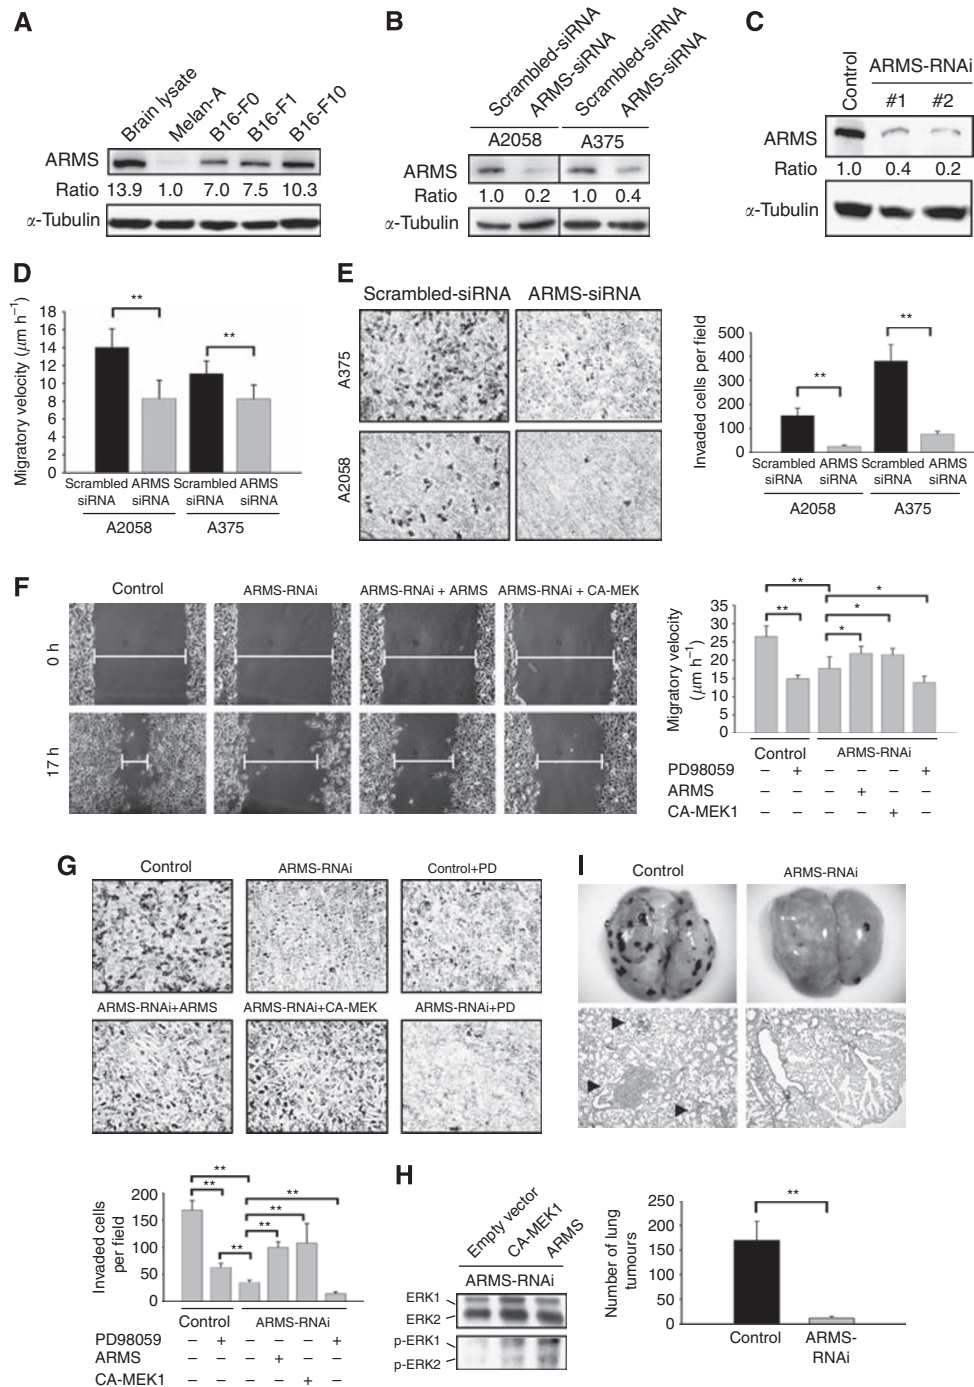 A
Brain lysate
Melan-A
B16-F0
B16-F1
B16-F10
ARMS
Ratio 13.9 1.0 7.0 7.5 10.3
α-Tubulin
B
Scrambled-siRNA
ARMS-siRNA
Scrambled-siRNA
ARMS-siRNA
A2058 A375
ARMS
Ratio 1.0 0.2 1.0 0.4
α-Tubulin
C
Control
ARMS-RNAi
#1 #2
ARMS
Ratio 1.0 0.4 0.2
α-Tubulin
D
Migratory velocity (μm h⁻¹)
18
16
14
12
10
8
6
4
2
0
**
**
Scrambled ARMS Scrambled ARMS
siRNA siRNA siRNA siRNA
A2058 A375
E
Scrambled-siRNA ARMS-siRNA
A375
A2058
Invaded cells per field
500
400
300
200
100
0
**
**
Scrambled ARMS Scrambled ARMS
siRNA siRNA siRNA siRNA
A2058 A375
F
Control ARMS-RNAi ARMS-RNAi + ARMS ARMS-RNAi + CA-MEK
0 h
17 h
Migratory velocity
(μm h⁻¹)
35
30
25
20
15
10
5
0
**
*
**
*
*
Control ARMS-RNAi
PD98059 – + – – – +
ARMS – – – + – –
CA-MEK1 – – – – + –
G
Control ARMS-RNAi Control+PD
ARMS-RNAi+ARMS ARMS-RNAi+CA-MEK ARMS-RNAi+PD
Invaded cells
per field
200
150
100
50
0
**
**
**
**
**
**
Control ARMS-RNAi
PD98059 – + – – – +
ARMS – – – + – –
CA-MEK1 – – – – + –
H
Empty vector
CA-MEK1
ARMS
ARMS-RNAi
ERK1
ERK2
p-ERK1
p-ERK2
I
Control ARMS-RNAi
Number of lung
tumours
250
200
150
100
50
0
**
Control ARMS-
RNAi